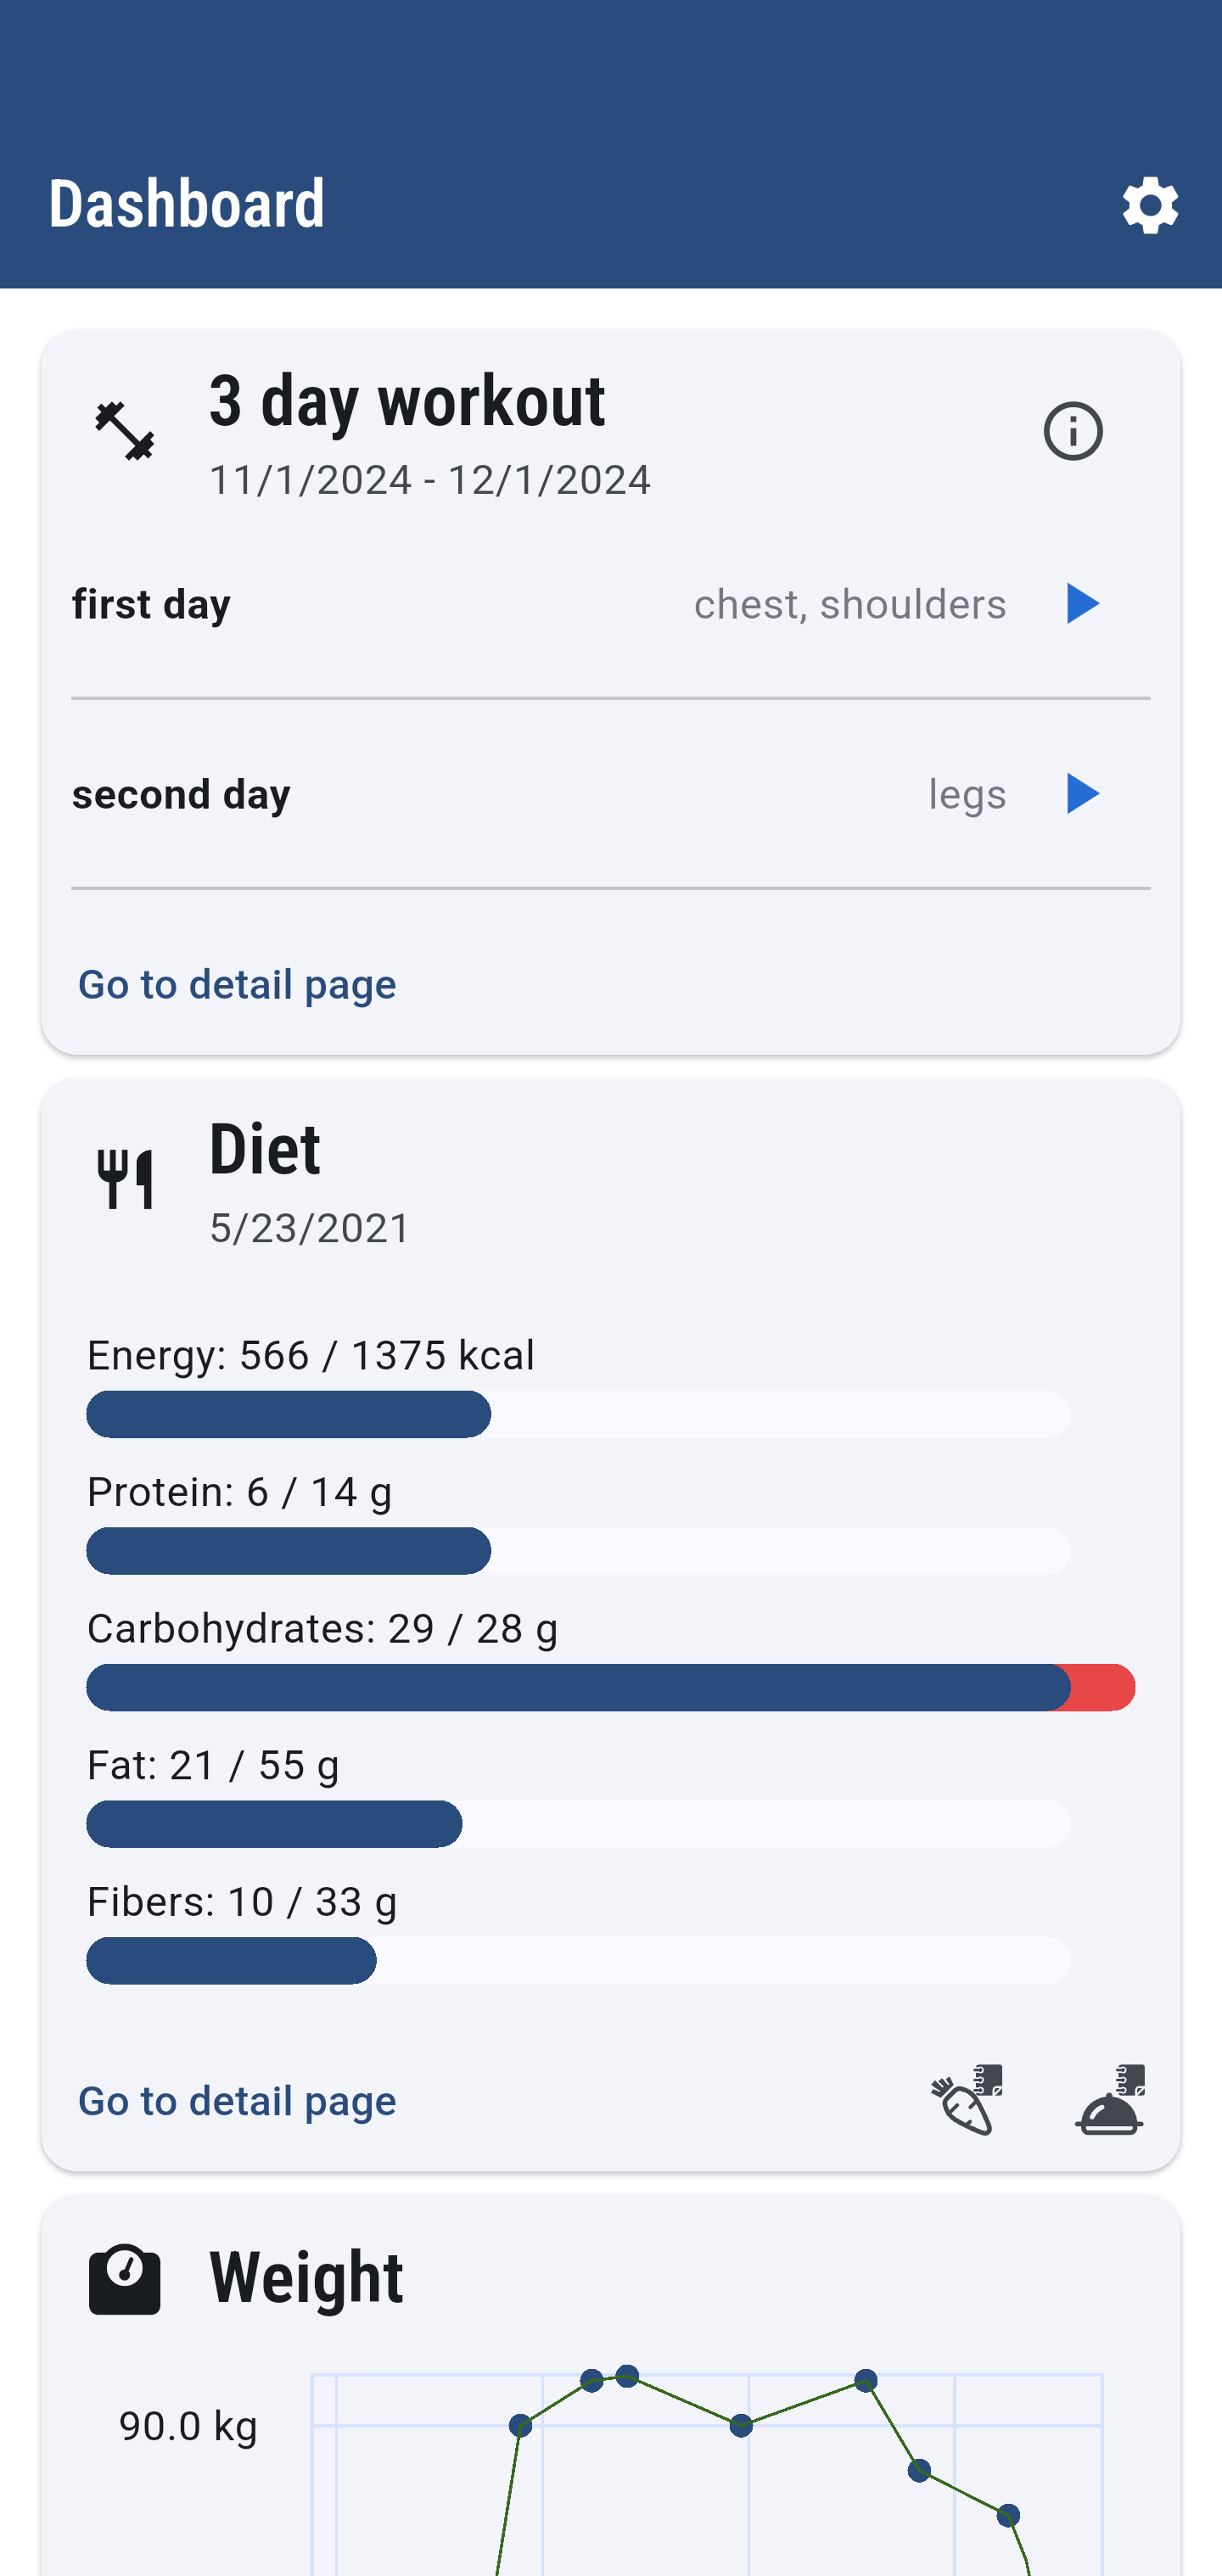 Dashboard
3 day workout
11/1/2024 - 12/1/2024
first day chest, shoulders
second day legs
Go to detail page
Diet
5/23/2021
Energy: 566 / 1375 kcal
Protein: 6 / 14 g
Carbohydrates: 29 / 28 g
Fat: 21 / 55 g
Fibers: 10 / 33 g
Go to detail page
Weight
90.0 kg